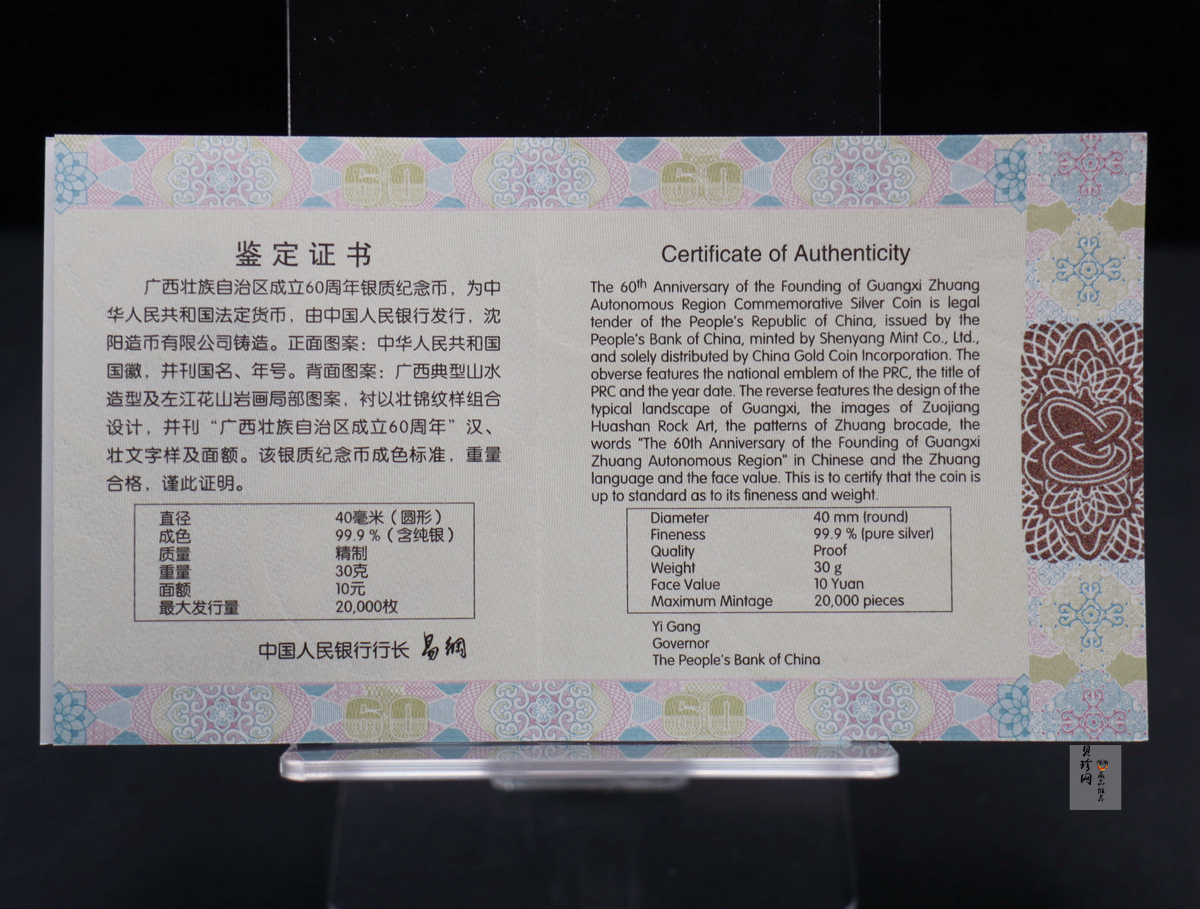 60
60
鉴定证书
广西壮族自治区成立60周年银质纪念币，为中
华人民共和国法定货币，由中国人民银行发行，沈
阳造币有限公司铸造。正面图案：中华人民共和国
国徽，并刊国名、年号。背面图案：广西典型山水
造型及左江花山岩画局部图案，衬以壮锦纹样组合
设计，并刊“广西壮族自治区成立60周年”汉、
壮文字样及面额。该银质纪念币成色标准，重量
合格，谨此证明。
直径 40毫米（圆形）
成色 99.9 %（含纯银）
质量 精制
重量 30克
面额 10元
最大发行量 20,000枚
中国人民银行行长 易纲
Certificate of Authenticity
The 60th Anniversary of the Founding of Guangxi Zhuang
Autonomous Region Commemorative Silver Coin is legal
tender of the People's Republic of China, issued by the
People's Bank of China, minted by Shenyang Mint Co., Ltd.,
and solely distributed by China Gold Coin Incorporation. The
obverse features the national emblem of the PRC, the title of
PRC and the year date. The reverse features the design of the
typical landscape of Guangxi, the images of Zuojiang
Huashan Rock Art, the patterns of Zhuang brocade, the
words "The 60th Anniversary of the Founding of Guangxi
Zhuang Autonomous Region" in Chinese and the Zhuang
language and the face value. This is to certify that the coin is
up to standard as to its fineness and weight.
Diameter 40 mm (round)
Fineness 99.9 % (pure silver)
Quality Proof
Weight 30 g
Face Value 10 Yuan
Maximum Mintage 20,000 pieces
Yi Gang
Governor
The People's Bank of China
60
60
贝珍网